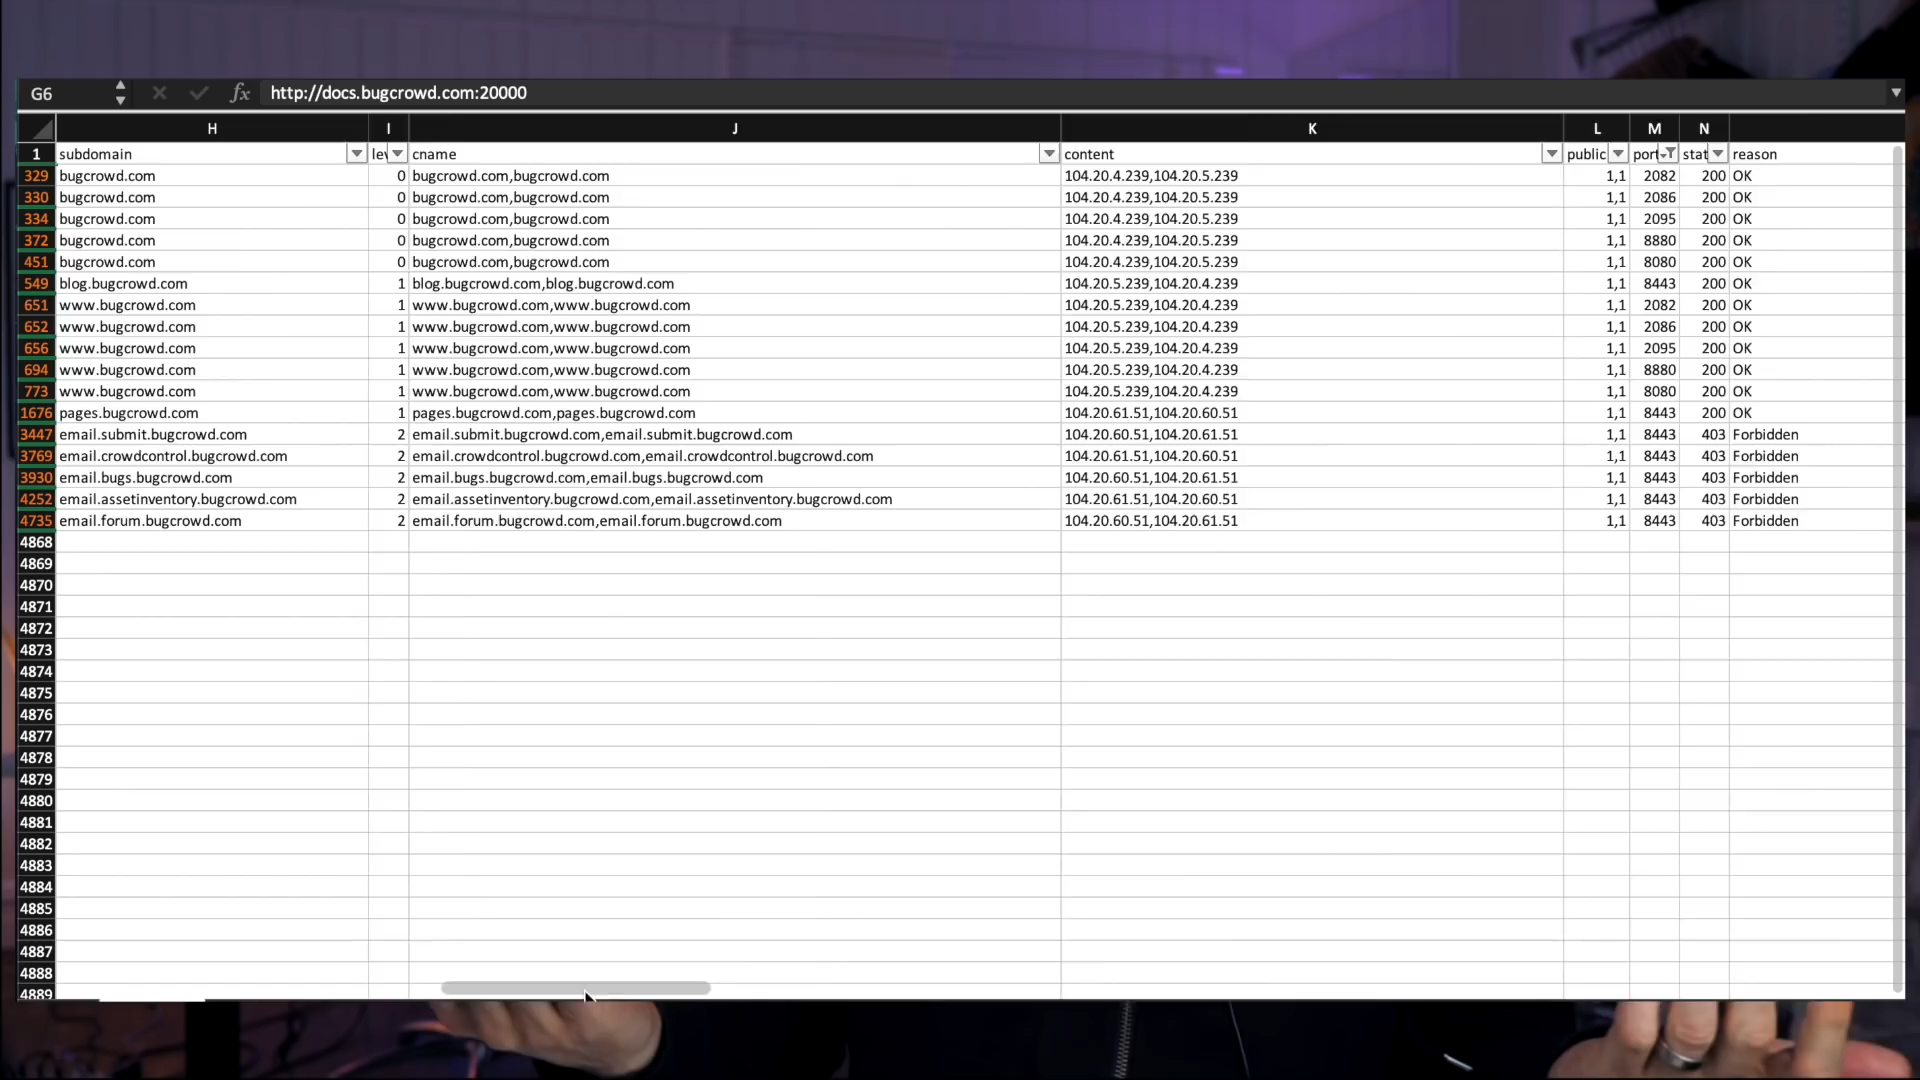 G6 fx http://docs.bugcrowd.com:20000
H I J K L M N
1 subdomain lev cname content public port stat reason
329 bugcrowd.com 0 bugcrowd.com,bugcrowd.com 104.20.4.239,104.20.5.239 1,1 2082 200 OK
330 bugcrowd.com 0 bugcrowd.com,bugcrowd.com 104.20.4.239,104.20.5.239 1,1 2086 200 OK
334 bugcrowd.com 0 bugcrowd.com,bugcrowd.com 104.20.4.239,104.20.5.239 1,1 2095 200 OK
372 bugcrowd.com 0 bugcrowd.com,bugcrowd.com 104.20.4.239,104.20.5.239 1,1 8880 200 OK
451 bugcrowd.com 0 bugcrowd.com,bugcrowd.com 104.20.4.239,104.20.5.239 1,1 8080 200 OK
549 blog.bugcrowd.com 1 blog.bugcrowd.com,blog.bugcrowd.com 104.20.5.239,104.20.4.239 1,1 8443 200 OK
651 www.bugcrowd.com 1 www.bugcrowd.com,www.bugcrowd.com 104.20.5.239,104.20.4.239 1,1 2082 200 OK
652 www.bugcrowd.com 1 www.bugcrowd.com,www.bugcrowd.com 104.20.5.239,104.20.4.239 1,1 2086 200 OK
656 www.bugcrowd.com 1 www.bugcrowd.com,www.bugcrowd.com 104.20.5.239,104.20.4.239 1,1 2095 200 OK
694 www.bugcrowd.com 1 www.bugcrowd.com,www.bugcrowd.com 104.20.5.239,104.20.4.239 1,1 8880 200 OK
773 www.bugcrowd.com 1 www.bugcrowd.com,www.bugcrowd.com 104.20.5.239,104.20.4.239 1,1 8080 200 OK
1676 pages.bugcrowd.com 1 pages.bugcrowd.com,pages.bugcrowd.com 104.20.61.51,104.20.60.51 1,1 8443 200 OK
3447 email.submit.bugcrowd.com 2 email.submit.bugcrowd.com,email.submit.bugcrowd.com 104.20.60.51,104.20.61.51 1,1 8443 403 Forbidden
3769 email.crowdcontrol.bugcrowd.com 2 email.crowdcontrol.bugcrowd.com,email.crowdcontrol.bugcrowd.com 104.20.61.51,104.20.60.51 1,1 8443 403 Forbidden
3930 email.bugs.bugcrowd.com 2 email.bugs.bugcrowd.com,email.bugs.bugcrowd.com 104.20.60.51,104.20.61.51 1,1 8443 403 Forbidden
4252 email.assetinventory.bugcrowd.com 2 email.assetinventory.bugcrowd.com,email.assetinventory.bugcrowd.com 104.20.61.51,104.20.60.51 1,1 8443 403 Forbidden
4735 email.forum.bugcrowd.com 2 email.forum.bugcrowd.com,email.forum.bugcrowd.com 104.20.60.51,104.20.61.51 1,1 8443 403 Forbidden
4868
4869
4870
4871
4872
4873
4874
4875
4876
4877
4878
4879
4880
4881
4882
4883
4884
4885
4886
4887
4888
4889